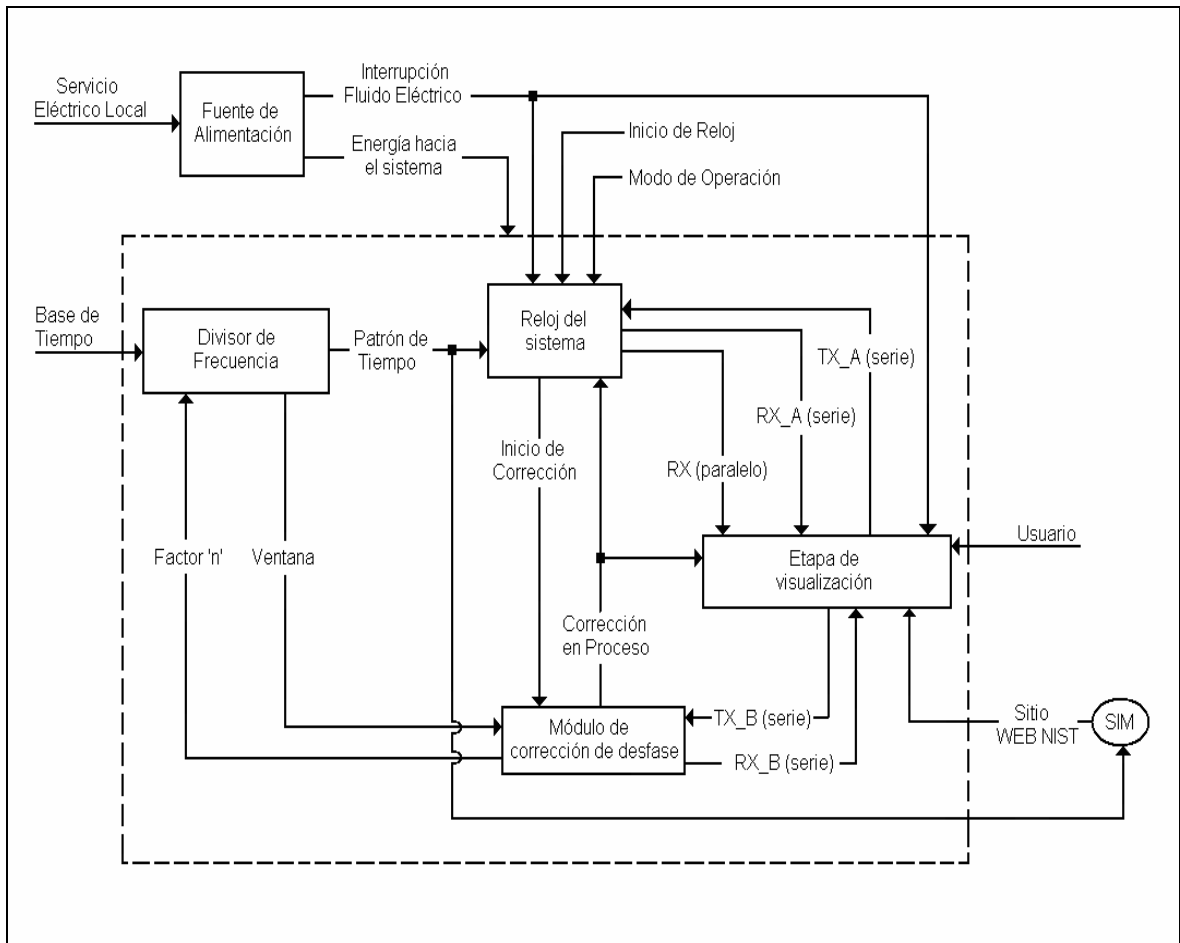 Servicio
Eléctrico Local
Fuente de
Alimentación
Interrupción
Fluido Eléctrico
Energía hacia
el sistema
Inicio de Reloj
Modo de Operación
Base de
Tiempo
Divisor de
Frecuencia
Patrón de
Tiempo
Reloj del
sistema
TX_A (serie)
RX_A (serie)
RX (paralelo)
Inicio de
Corrección
Factor 'n'
Ventana
Etapa de
visualización
Usuario
Corrección
en Proceso
Módulo de
corrección de desfase
TX_B (serie)
RX_B (serie)
Sitio
WEB NIST
SIM